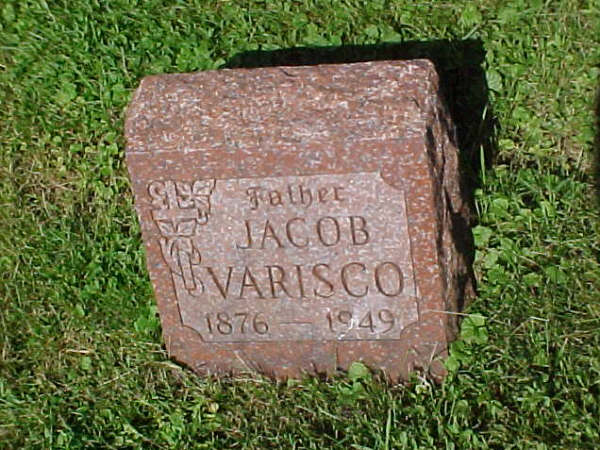 Father
JACOB
VARISCO
1876 — 1949